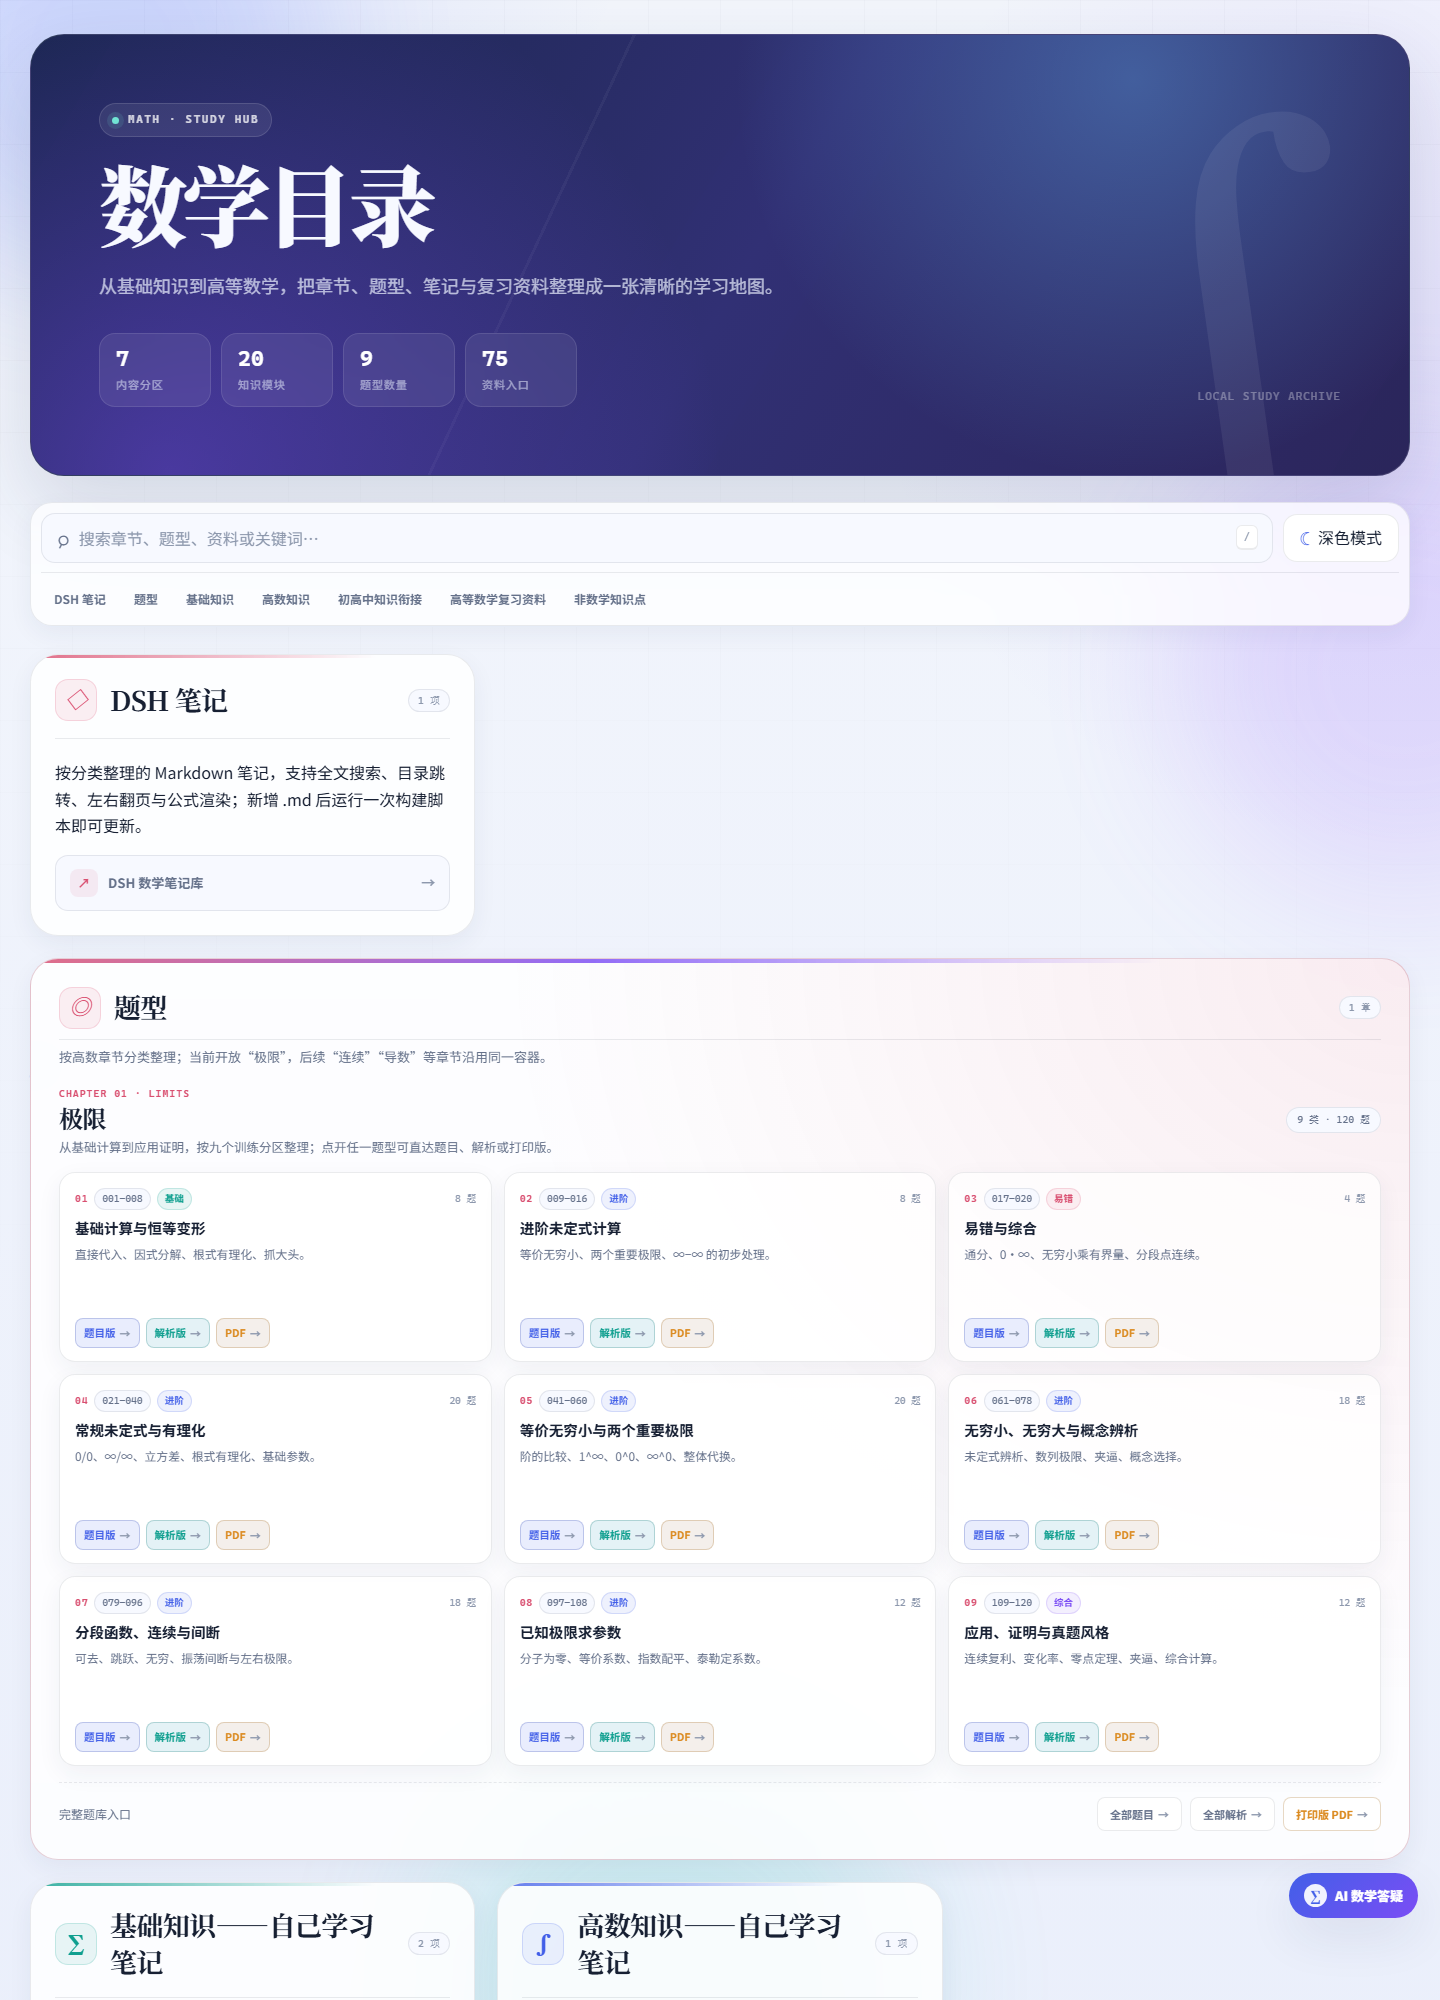 MATH · STUDY HUB
数学目录
从基础知识到高等数学，把章节、题型、笔记与复习资料整理成一张清晰的学习地图。
7
内容分区
20
知识模块
9
题型数量
75
资料入口
∫
LOCAL STUDY ARCHIVE
搜索章节、题型、资料或关键词…
/
☾ 深色模式
DSH 笔记 题型 基础知识 高数知识 初高中知识衔接 高等数学复习资料 非数学知识点
DSH 笔记
1 项
按分类整理的 Markdown 笔记，支持全文搜索、目录跳
转、左右翻页与公式渲染；新增 .md 后运行一次构建脚
本即可更新。
↗ DSH 数学笔记库 →
题型
1 章
按高数章节分类整理；当前开放“极限”，后续“连续”“导数”等章节沿用同一容器。
CHAPTER 01 · LIMITS
极限
9 类 · 120 题
从基础计算到应用证明，按九个训练分区整理；点开任一题型可直达题目、解析或打印版。
01 001–008 基础 8 题
基础计算与恒等变形
直接代入、因式分解、根式有理化、抓大头。
题目版 → 解析版 → PDF →
02 009–016 进阶 8 题
进阶未定式计算
等价无穷小、两个重要极限、∞−∞ 的初步处理。
题目版 → 解析版 → PDF →
03 017–020 易错 4 题
易错与综合
通分、0·∞、无穷小乘有界量、分段点连续。
题目版 → 解析版 → PDF →
04 021–040 进阶 20 题
常规未定式与有理化
0/0、∞/∞、立方差、根式有理化、基础参数。
题目版 → 解析版 → PDF →
05 041–060 进阶 20 题
等价无穷小与两个重要极限
阶的比较、1^∞、0^0、∞^0、整体代换。
题目版 → 解析版 → PDF →
06 061–078 进阶 18 题
无穷小、无穷大与概念辨析
未定式辨析、数列极限、夹逼、概念选择。
题目版 → 解析版 → PDF →
07 079–096 进阶 18 题
分段函数、连续与间断
可去、跳跃、无穷、振荡间断与左右极限。
题目版 → 解析版 → PDF →
08 097–108 进阶 12 题
已知极限求参数
分子为零、等价系数、指数配平、泰勒定系数。
题目版 → 解析版 → PDF →
09 109–120 综合 12 题
应用、证明与真题风格
连续复利、变化率、零点定理、夹逼、综合计算。
题目版 → 解析版 → PDF →
完整题库入口
全部题目 → 全部解析 → 打印版 PDF →
Σ
基础知识——自己学习
笔记
2 项
∫
高数知识——自己学习
笔记
1 项
∑ AI 数学答疑